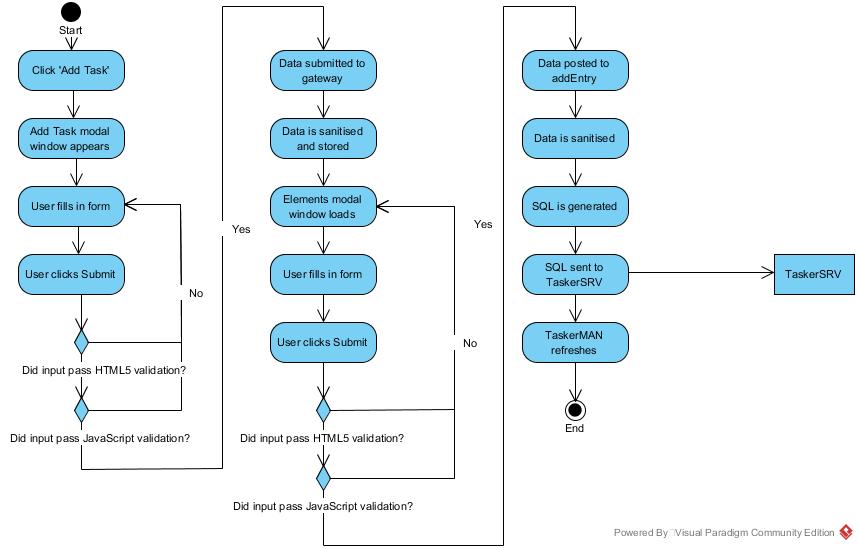 Start
Click 'Add Task'
Add Task modal
window appears
User fills in form
User clicks Submit
No
Did input pass HTML5 validation?
Did input pass JavaScript validation?
Yes
Data submitted to
gateway
Data is sanitised
and stored
Elements modal
window loads
User fills in form
User clicks Submit
No
Did input pass HTML5 validation?
Did input pass JavaScript validation?
Yes
Data posted to
addEntry
Data is sanitised
SQL is generated
SQL sent to
TaskerSRV
TaskerSRV
TaskerMAN
refreshes
End
Powered By Visual Paradigm Community Edition